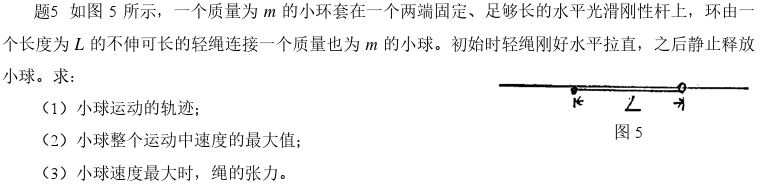 题5 如图 5 所示，一个质量为 m 的小环套在一个两端固定、足够长的水平光滑刚性杆上，环由一
个长度为 L 的不伸可长的轻绳连接一个质量也为 m 的小球。初始时轻绳刚好水平拉直，之后静止释放
小球。求：
（1）小球运动的轨迹；
（2）小球整个运动中速度的最大值；
（3）小球速度最大时，绳的张力。
L
图 5